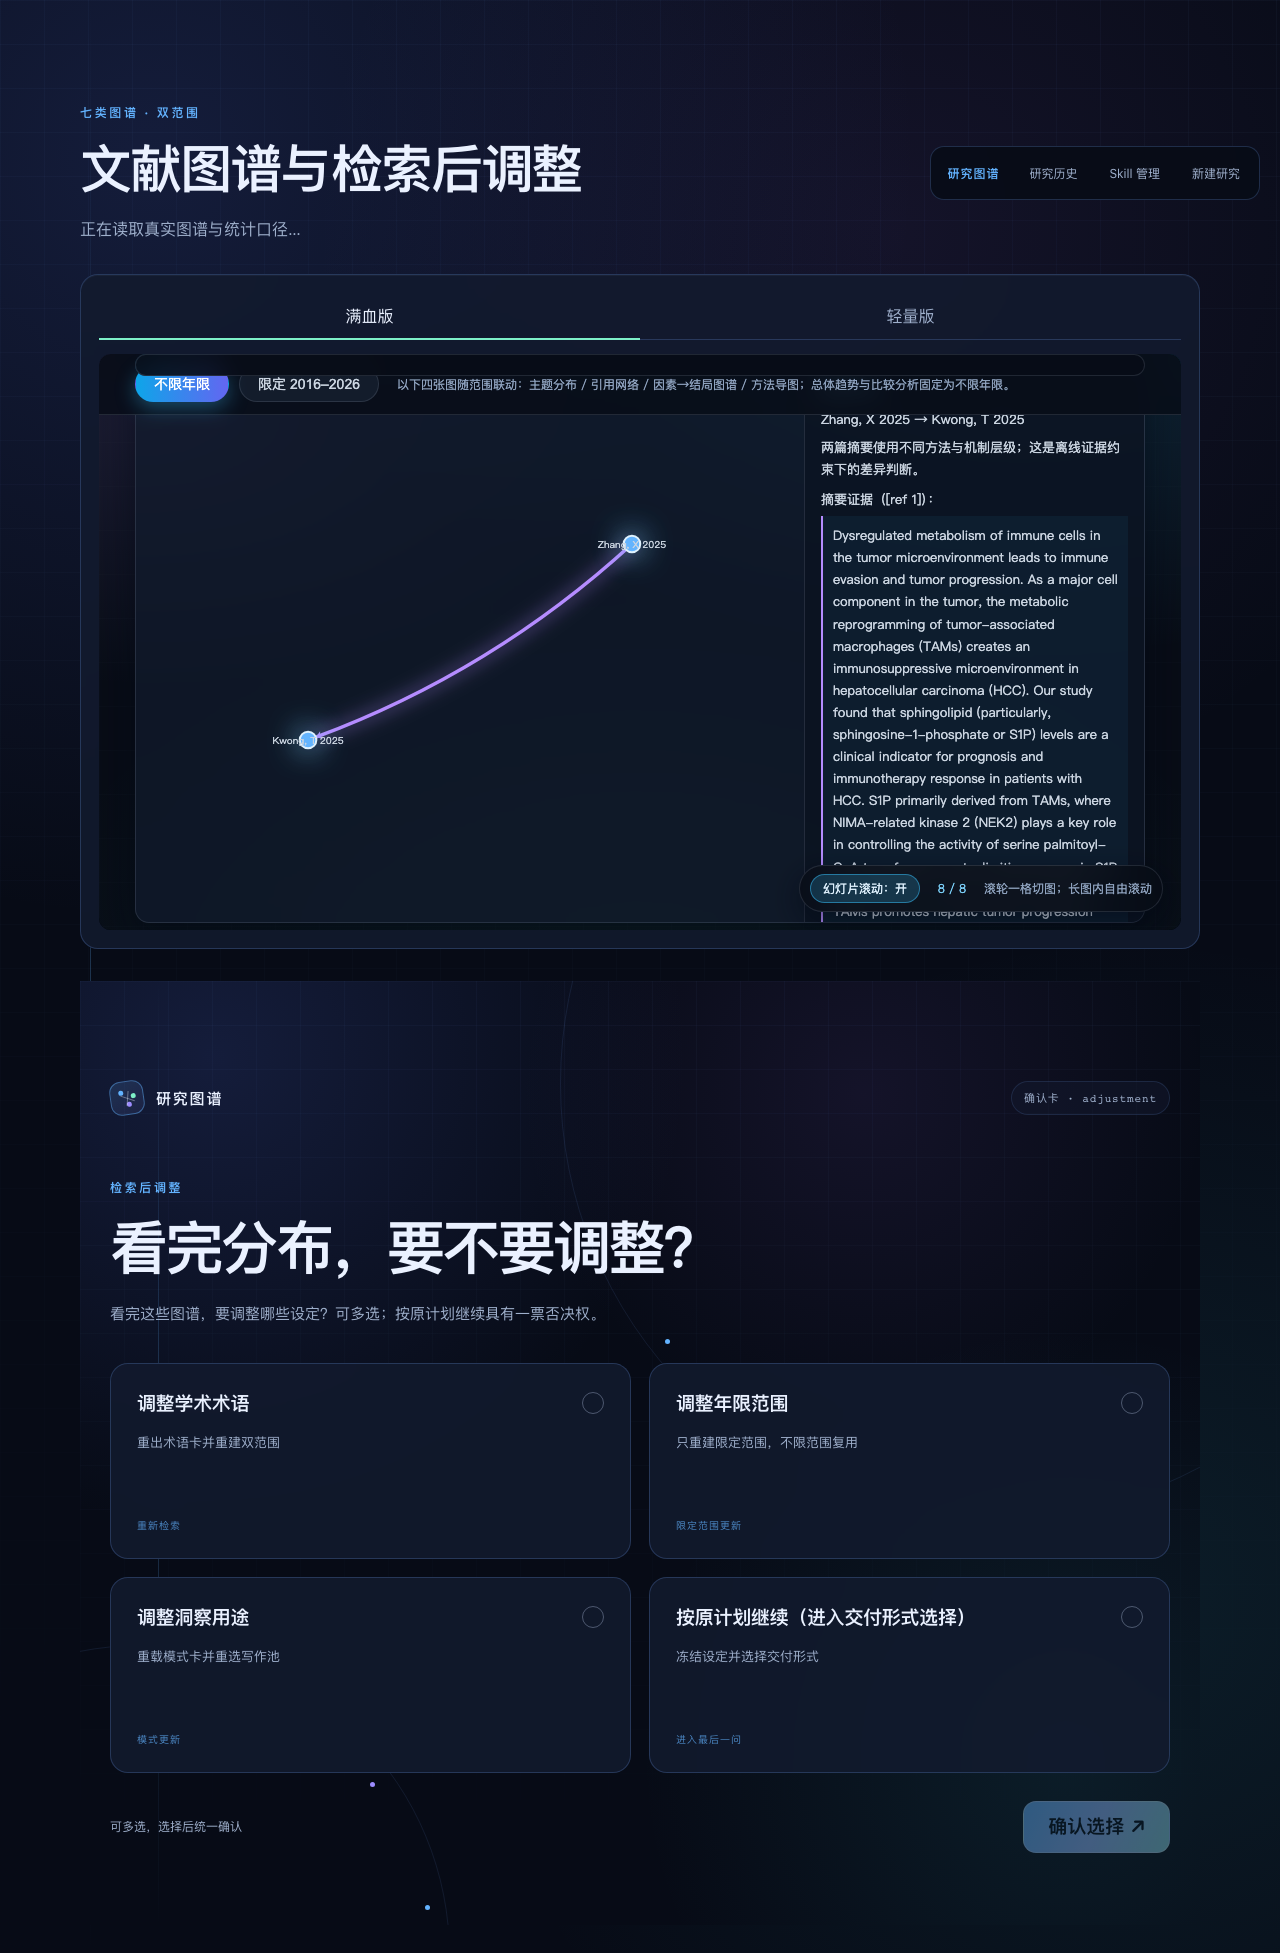 七类图谱 · 双范围
文献图谱与检索后调整
研究图谱
研究历史
Skill 管理
新建研究
正在读取真实图谱与统计口径...
满血版
轻量版
不限年限
限定 2016–2026
以下四张图随范围联动：主题分布 / 引用网络 / 因素→结局图谱 / 方法导图；总体趋势与比较分析固定为不限年限。
Zhang, X 2025
Kwong, T 2025
Zhang, X 2025 → Kwong, T 2025
两篇摘要使用不同方法与机制层级；这是离线证据约
束下的差异判断。
摘要证据（[ref 1]）：
Dysregulated metabolism of immune cells in
the tumor microenvironment leads to immune
evasion and tumor progression. As a major cell
component in the tumor, the metabolic
reprogramming of tumor–associated
macrophages (TAMs) creates an
immunosuppressive microenvironment in
hepatocellular carcinoma (HCC). Our study
found that sphingolipid (particularly,
sphingosine–1–phosphate or S1P) levels are a
clinical indicator for prognosis and
immunotherapy response in patients with
HCC. S1P primarily derived from TAMs, where
NIMA–related kinase 2 (NEK2) plays a key role
in controlling the activity of serine palmitoyl–
TAMs promotes hepatic tumor progression
幻灯片滚动：开
8 / 8
滚轮一格切图；长图内自由滚动
研究图谱
确认卡 · adjustment
检索后调整
看完分布，要不要调整？
看完这些图谱，要调整哪些设定？可多选；按原计划继续具有一票否决权。
调整学术术语
重出术语卡并重建双范围
重新检索
调整年限范围
只重建限定范围，不限范围复用
限定范围更新
调整洞察用途
重载模式卡并重选写作池
模式更新
按原计划继续（进入交付形式选择）
冻结设定并选择交付形式
进入最后一问
可多选，选择后统一确认
确认选择 ↗